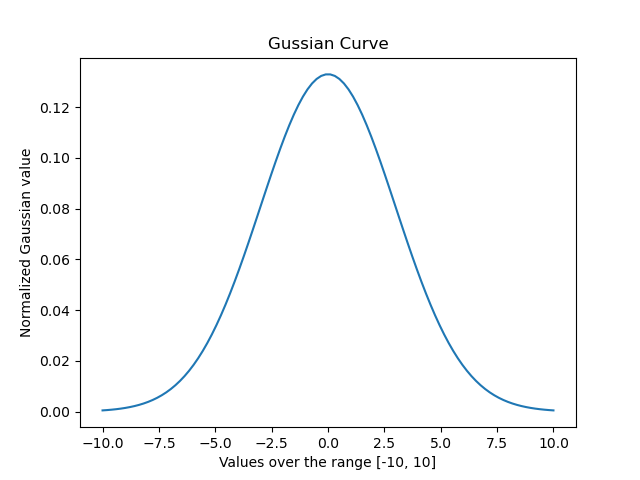 Gussian Curve
Normalized Gaussian value
0.12
0.10
0.08
0.06
0.04
0.02
0.00
−10.0 −7.5 −5.0 −2.5 0.0 2.5 5.0 7.5 10.0
Values over the range [-10, 10]